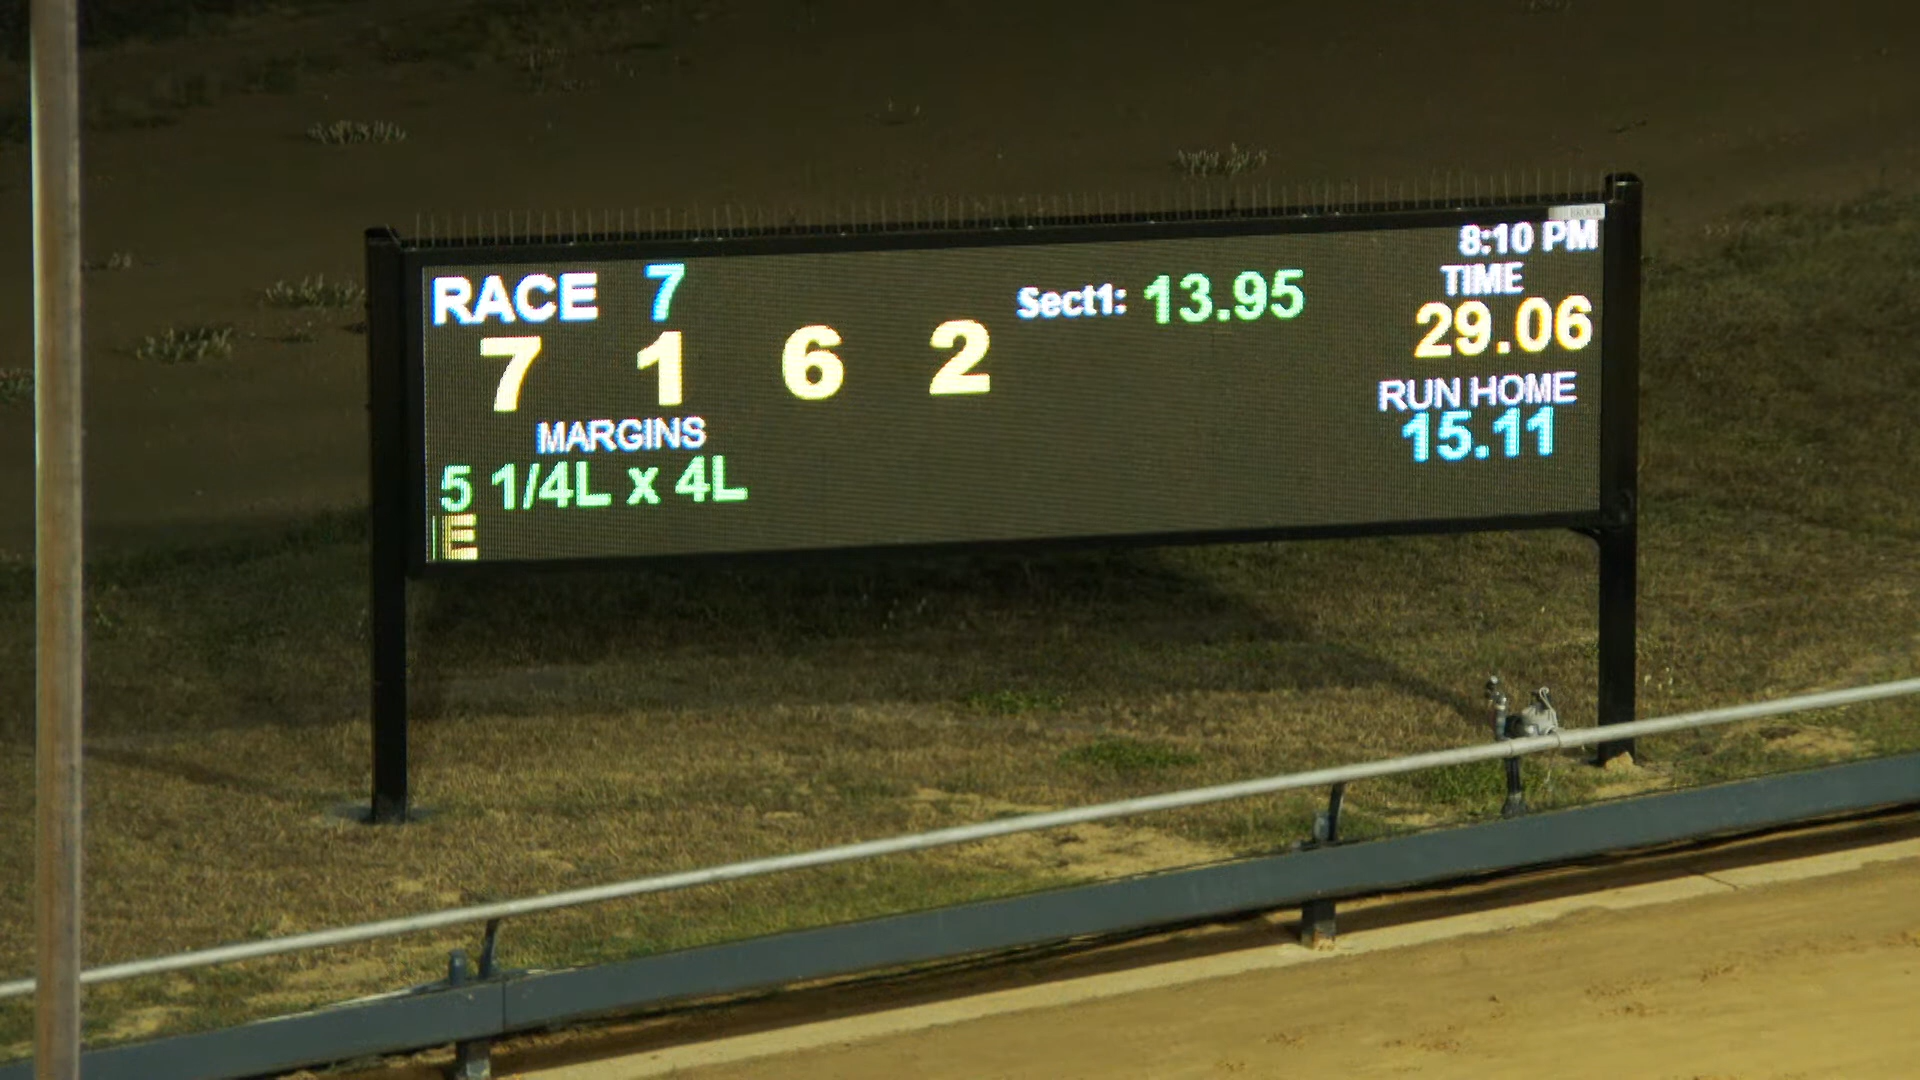 8:10 PM
RACE 7
Sect1: 13.95
TIME
29.06
7 1 6 2
RUN HOME
15.11
MARGINS
5 1/4L x 4L
E